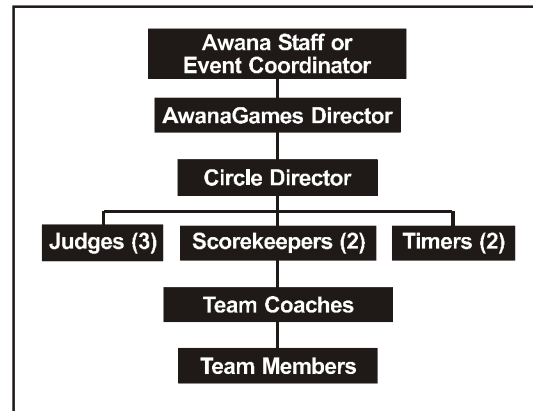 Awana Staff or
Event Coordinator
AwanaGames Director
Circle Director
Judges (3) Scorekeepers (2) Timers (2)
Team Coaches
Team Members